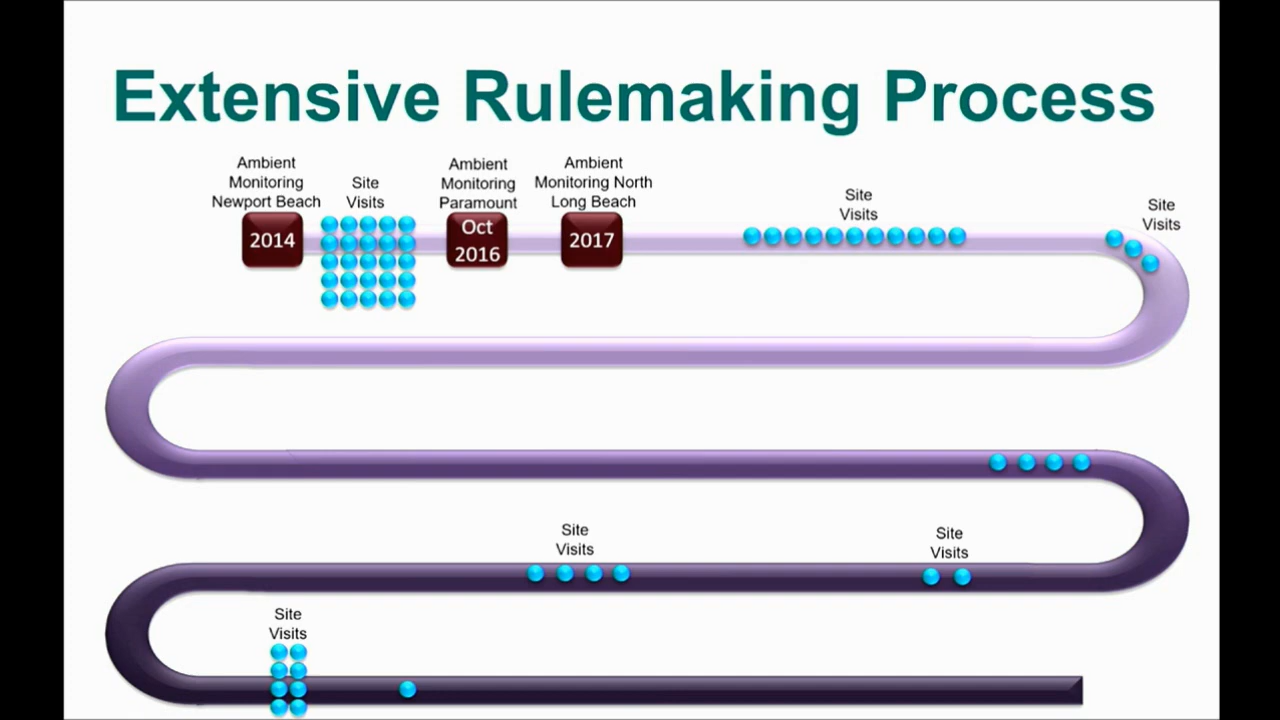 Extensive Rulemaking Process
Ambient
Monitoring
Newport Beach
2014
Site
Visits
Ambient
Monitoring
Paramount
Oct
2016
Ambient
Monitoring North
Long Beach
2017
Site
Visits
Site
Visits
Site
Visits
Site
Visits
Site
Visits